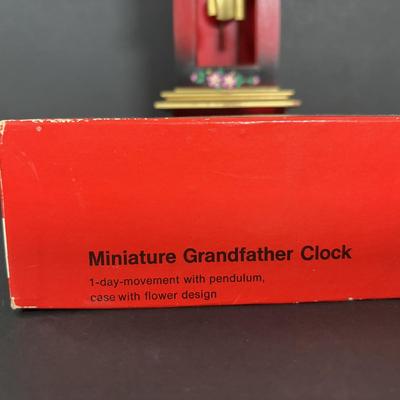 Miniature Grandfather Clock
1-day-movement with pendulum,
case with flower design